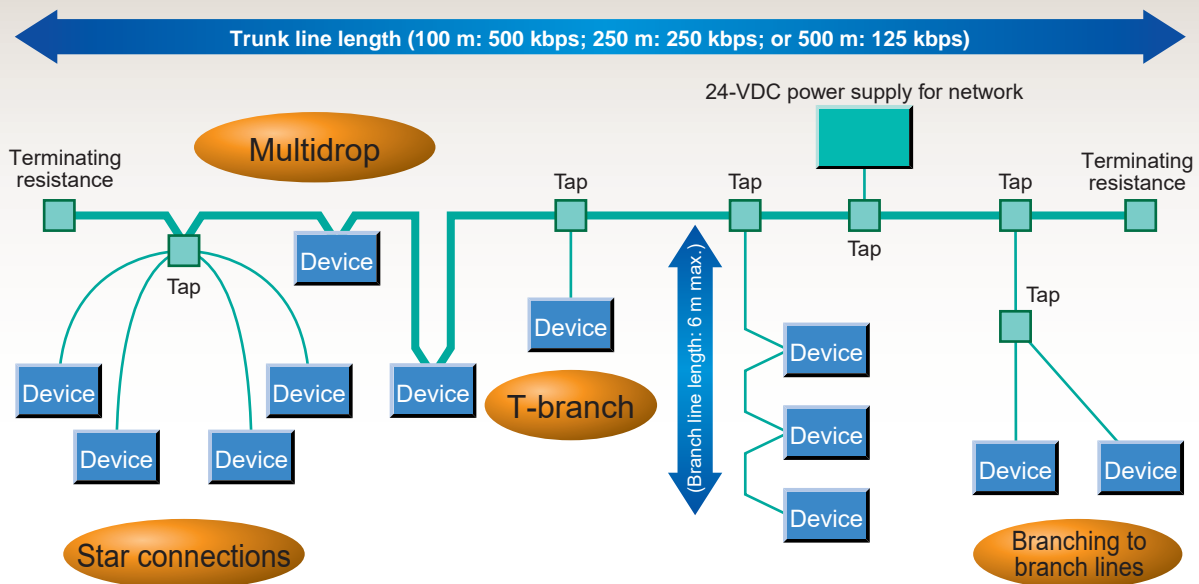 Trunk line length (100 m: 500 kbps; 250 m: 250 kbps; or 500 m: 125 kbps)
24-VDC power supply for network
Multidrop
Terminating
resistance
Tap
Tap
Tap
Terminating
resistance
Device
Tap
Tap
Tap
Device
Device
Device
Device
Device
Device
Device
Device
Device
Device
Device
Device
T-branch
(Branch line length: 6 m max.)
Star connections
Branching to
branch lines